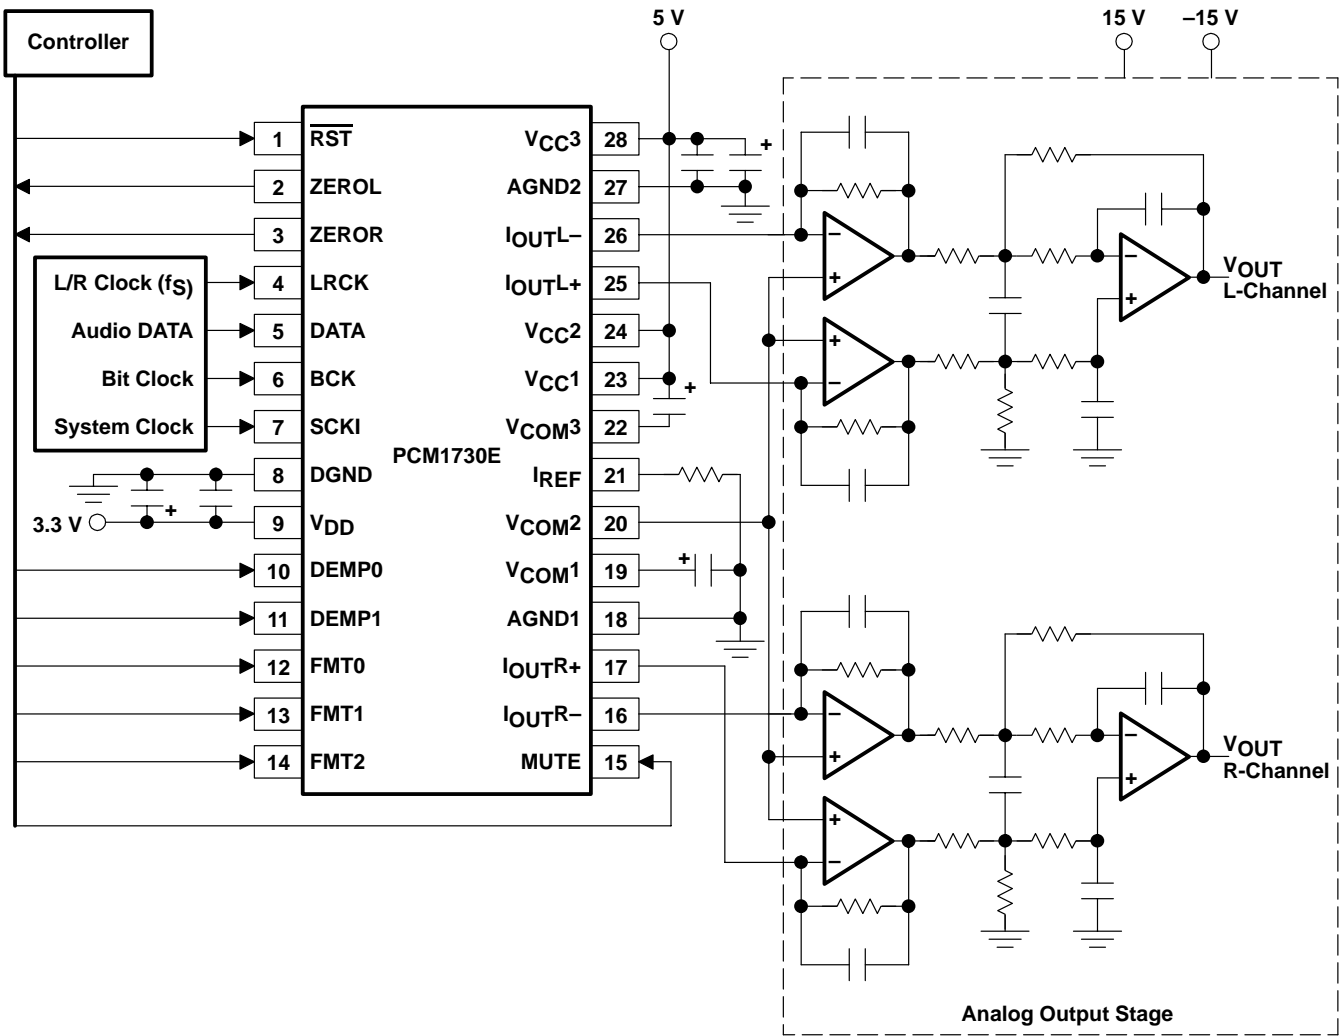 5 V
15 V –15 V
Controller
1 RST VCC3 28
+
2 ZEROL AGND2 27
3 ZEROR IOUTL– 26
–
+
L/R Clock (fS) 4 LRCK IOUTL+ 25
–
+
VOUT
L-Channel
Audio DATA 5 DATA VCC2 24
+
–
Bit Clock 6 BCK VCC1 23
+
System Clock 7 SCKI VCOM3 22
PCM1730E
8 DGND IREF 21
+
3.3 V 9 VDD VCOM2 20
10 DEMP0 VCOM1 19
+
11 DEMP1 AGND1 18
12 FMT0 IOUTR+ 17
13 FMT1 IOUTR– 16
–
+
14 FMT2 MUTE 15
–
+
VOUT
R-Channel
+
–
Analog Output Stage